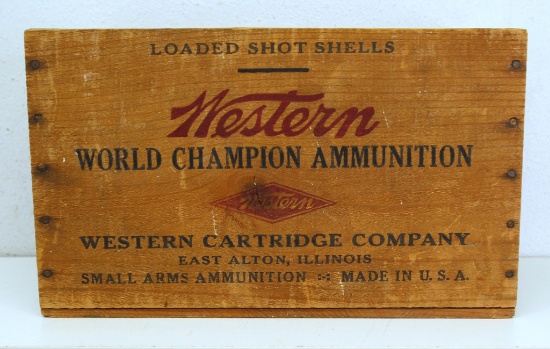 LOADED SHOT SHELLS
Western
WORLD CHAMPION AMMUNITION
Western
WESTERN CARTRIDGE COMPANY
EAST ALTON, ILLINOIS
SMALL ARMS AMMUNITION :-: MADE IN U. S. A.